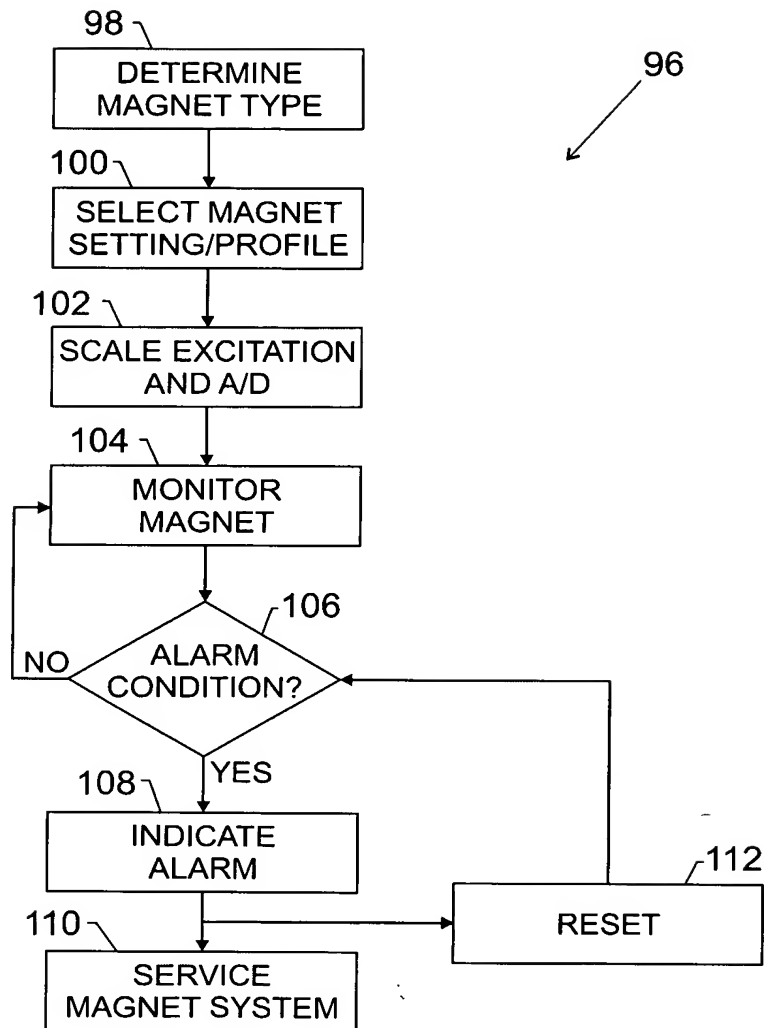 98
DETERMINE
MAGNET TYPE
96
100
SELECT MAGNET
SETTING/PROFILE
102
SCALE EXCITATION
AND A/D
104
MONITOR
MAGNET
106
NO
ALARM
CONDITION?
YES
108
INDICATE
ALARM
112
RESET
110
SERVICE
MAGNET SYSTEM